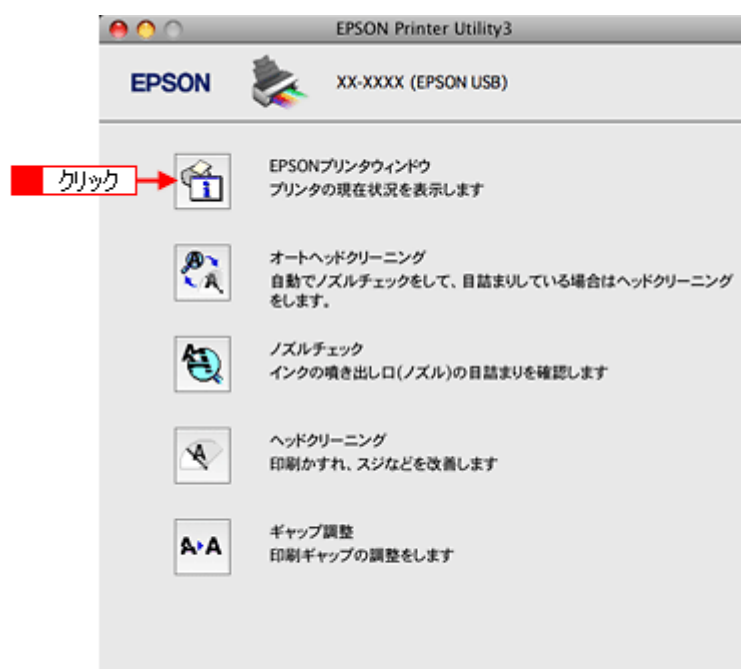 EPSON Printer Utility3
EPSON
XX-XXXX (EPSON USB)
クリック
EPSONプリンタウィンドウ
プリンタの現在状況を表示します
オートヘッドクリーニング
自動でノズルチェックをして、目詰まりしている場合はヘッドクリーニング
をします。
ノズルチェック
インクの噴き出し口(ノズル)の目詰まりを確認します
ヘッドクリーニング
印刷かすれ、スジなどを改善します
ギャップ調整
印刷ギャップの調整をします